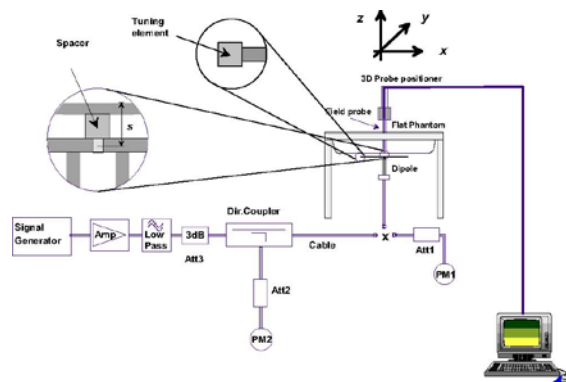 Tuning element
Spacer
s
z
y
x
3D Probe positioner
Field probe
Flat Phantom
Dipole
Signal Generator
Amp
Low Pass
3dB
Att3
Dir.Coupler
Cable
x
Att1
PM1
Att2
PM2